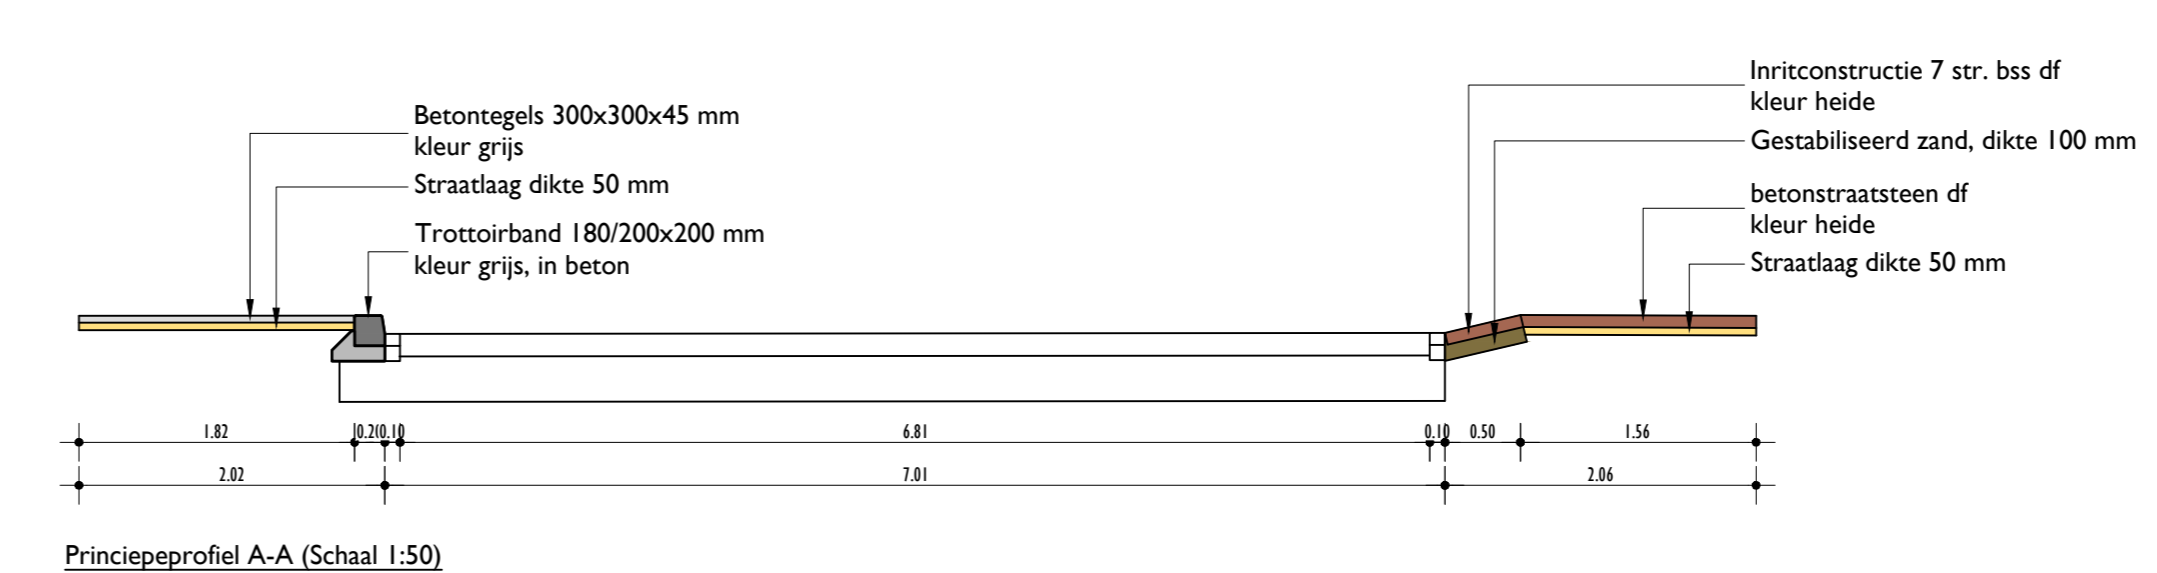 Inritconstructie 7 str. bss df
kleur heide
Betontegels 300x300x45 mm
kleur grijs
Gestabiliseerd zand, dikte 100 mm
Straatlaag dikte 50 mm
betonstraatsteen df
kleur heide
Trottoirband 180/200x200 mm
kleur grijs, in beton
Straatlaag dikte 50 mm
1.82 0.20 0.10 6.81 0.10 0.50 1.56
2.02 7.01 2.06
Principeprofiel A-A (Schaal 1:50)